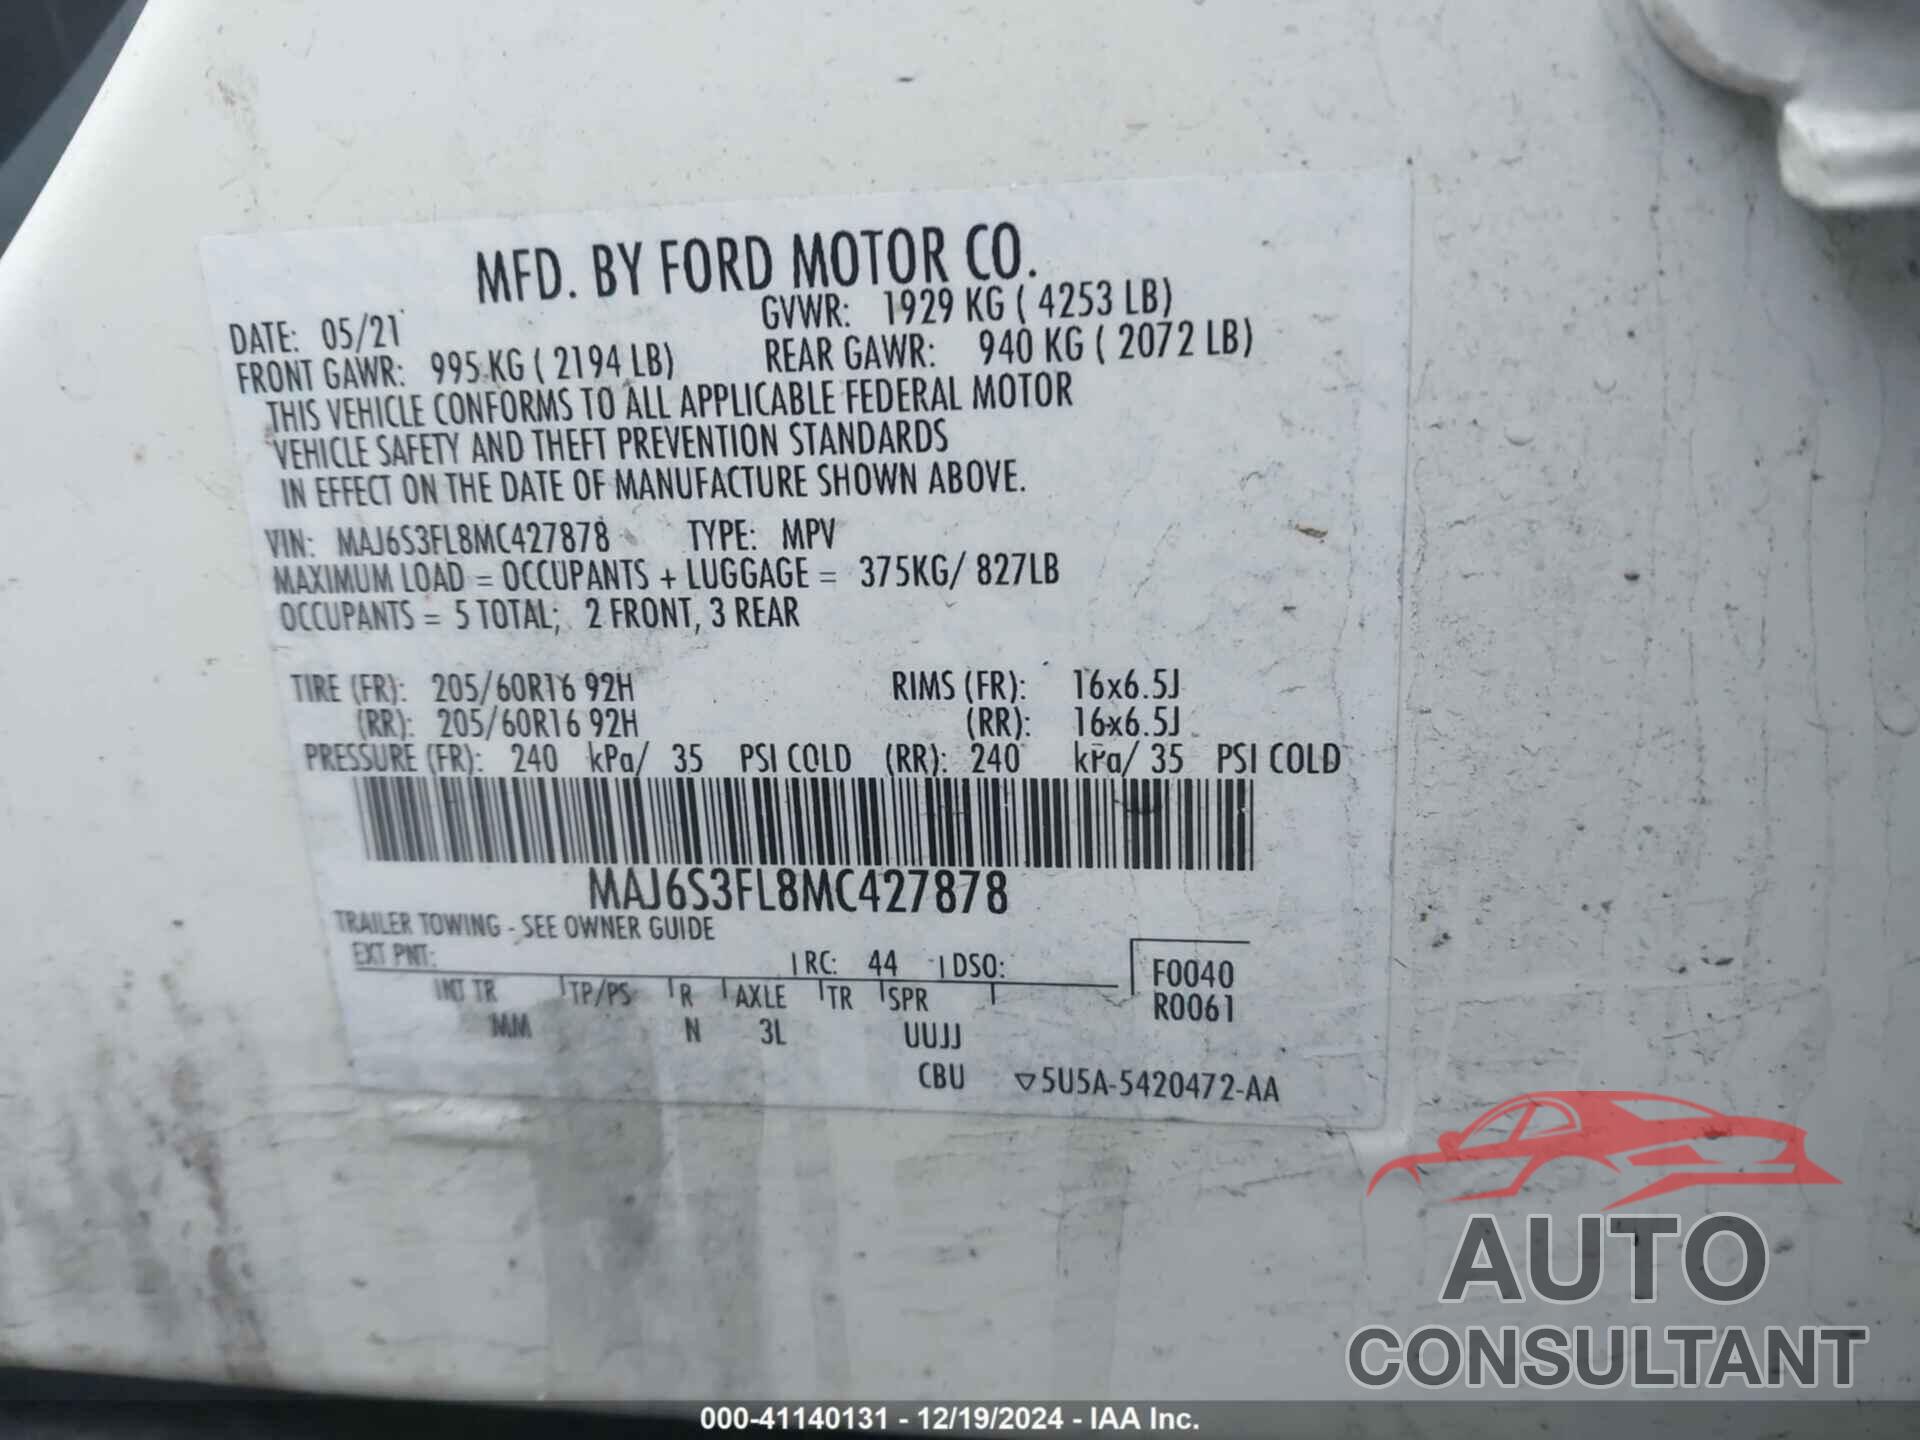 MFD. BY FORD MOTOR CO.
DATE: 05/21 GVWR: 1929 KG ( 4253 LB)
FRONT GAWR: 995 KG ( 2194 LB) REAR GAWR: 940 KG ( 2072 LB)
THIS VEHICLE CONFORMS TO ALL APPLICABLE FEDERAL MOTOR
VEHICLE SAFETY AND THEFT PREVENTION STANDARDS
IN EFFECT ON THE DATE OF MANUFACTURE SHOWN ABOVE.
VIN: MAJ6S3FL8MC427878 TYPE: MPV
MAXIMUM LOAD = OCCUPANTS + LUGGAGE = 375KG/ 827LB
OCCUPANTS = 5 TOTAL; 2 FRONT, 3 REAR
TIRE (FR): 205/60R16 92H RIMS (FR): 16x6.5J
(RR): 205/60R16 92H (RR): 16x6.5J
PRESSURE (FR): 240 kPa/ 35 PSI COLD (RR): 240 kPa/ 35 PSI COLD
MAJ6S3FL8MC427878
TRAILER TOWING - SEE OWNER GUIDE
EXT PNT: RC: 44 DSO:
F0040
INT TR TP/PS R AXLE TR SPR
R0061
MM N 3L UUJJ
CBU ▽5U5A-5420472-AA
AUTO
CONSULTANT
000-41140131 - 12/19/2024 - IAA Inc.